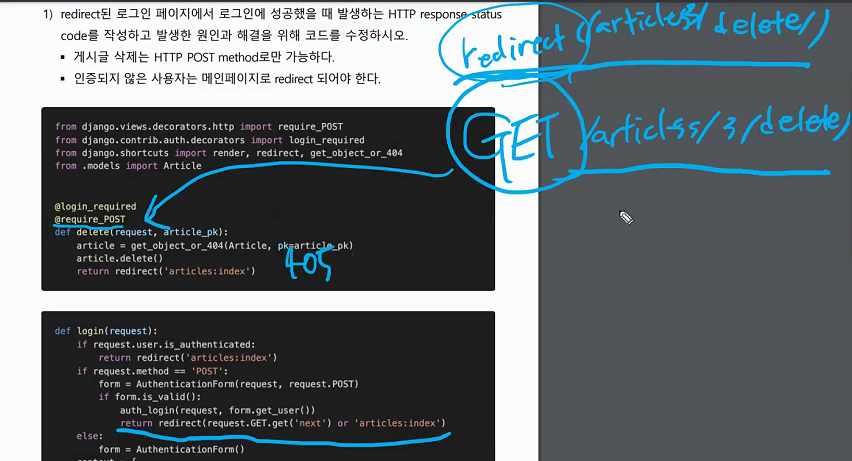 1) redirect된 로그인 페이지에서 로그인에 성공했을 때 발생하는 HTTP response status
code를 작성하고 발생한 원인과 해결을 위해 코드를 수정하시오.
• 게시글 삭제는 HTTP POST method로만 가능하다.
• 인증되지 않은 사용자는 메인페이지로 redirect 되어야 한다.
redirect(/articles/3/delete/)
GET /articles/3/delete/
from django.views.decorators.http import require_POST
from django.contrib.auth.decorators import login_required
from django.shortcuts import render, redirect, get_object_or_404
from .models import Article
@login_required
@require_POST
def delete(request, article_pk):
    article = get_object_or_404(Article, pk=article_pk)
    article.delete()
    return redirect('articles:index')
405
def login(request):
    if request.user.is_authenticated:
        return redirect('articles:index')
    if request.method == 'POST':
        form = AuthenticationForm(request, request.POST)
        if form.is_valid():
            auth_login(request, form.get_user())
            return redirect(request.GET.get('next') or 'articles:index')
    else:
        form = AuthenticationForm()